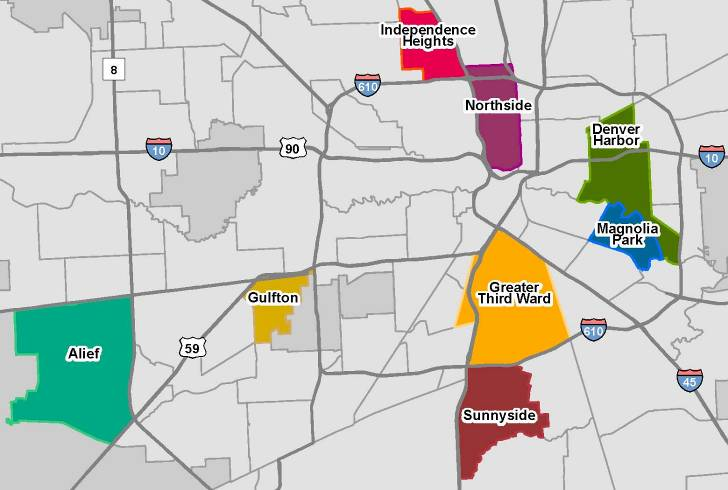 Independence
Heights
8
610
Northside
Denver
Harbor
10
90
10
Magnolia
Park
Gulfton
Greater
Third Ward
610
59
Alief
45
Sunnyside